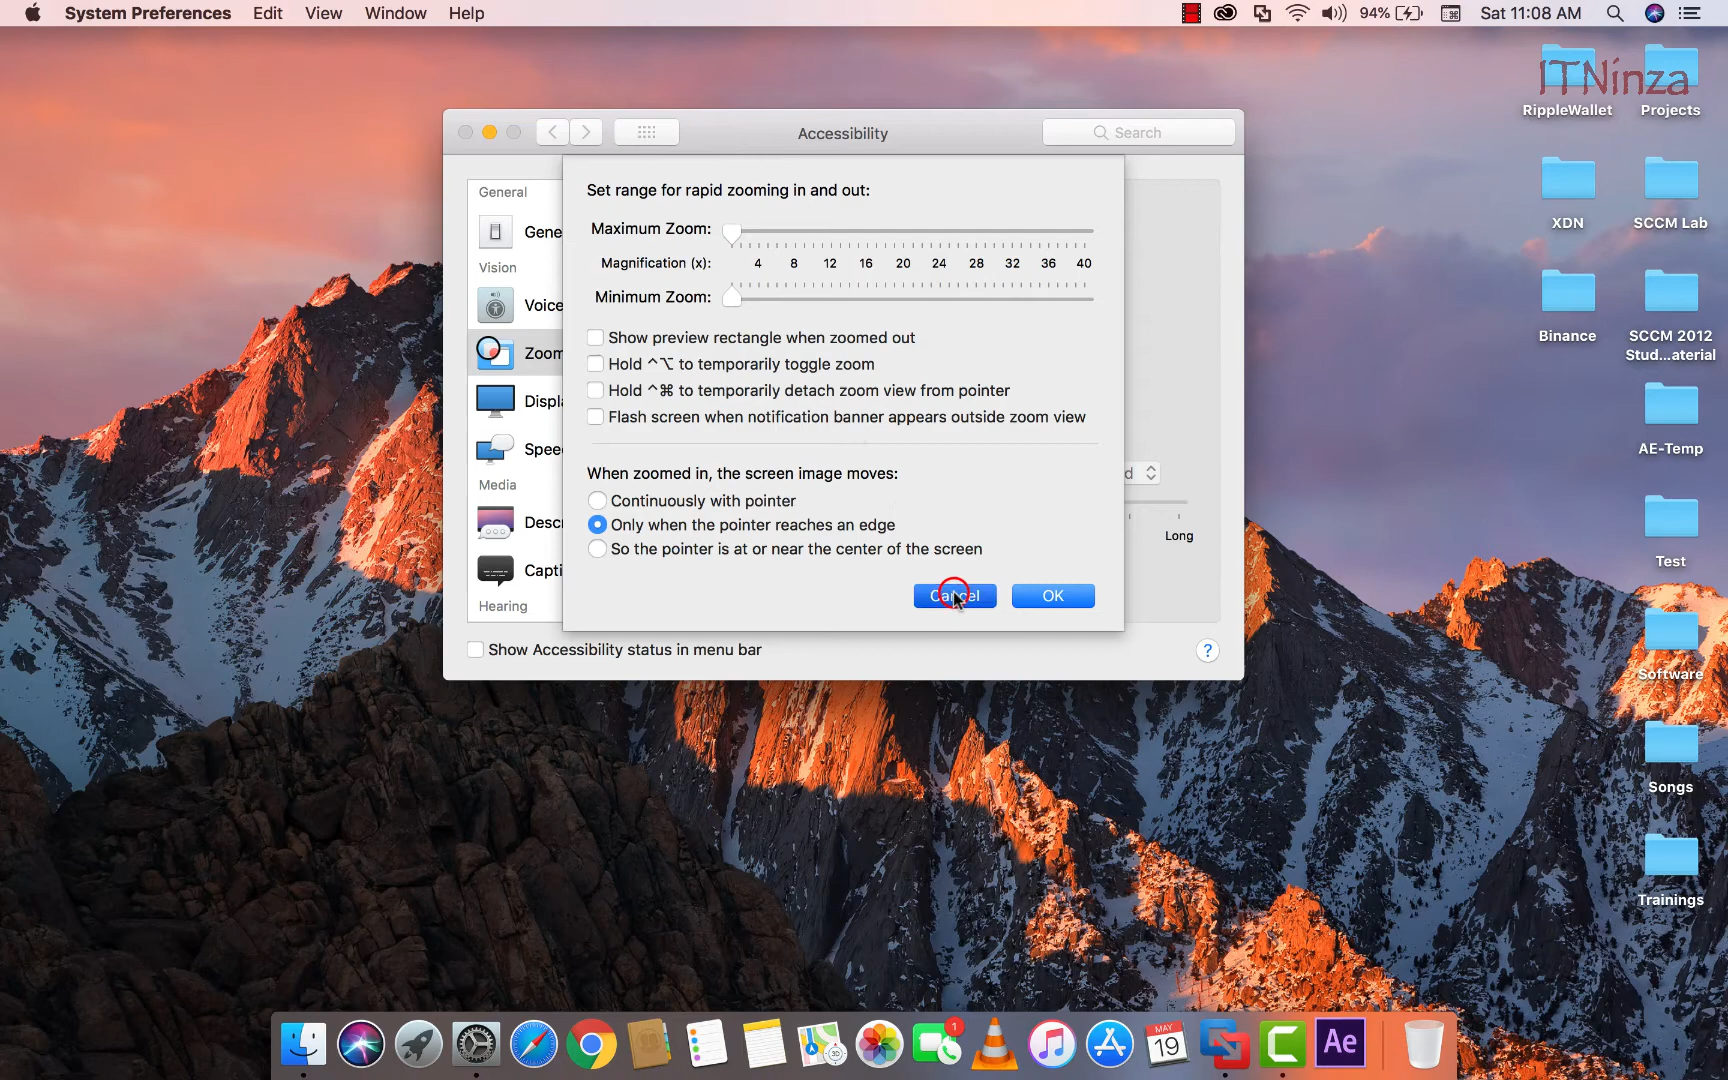 System Preferences Edit View Window Help
94% Sat 11:08 AM
ITNinza
RippleWallet Projects
XDN SCCM Lab
Binance SCCM 2012
Stud...aterial
AE-Temp
Test
Software
Songs
Trainings
Accessibility
Search
General
Gene
Vision
Voice
Zoom
Displ
Spee
Media
Descr
Capti
Hearing
Set range for rapid zooming in and out:
Maximum Zoom:
Magnification (x): 4 8 12 16 20 24 28 32 36 40
Minimum Zoom:
Show preview rectangle when zoomed out
Hold ^⌥ to temporarily toggle zoom
Hold ^⌘ to temporarily detach zoom view from pointer
Flash screen when notification banner appears outside zoom view
When zoomed in, the screen image moves:
Continuously with pointer
Only when the pointer reaches an edge
So the pointer is at or near the center of the screen
d
Long
Cancel OK
Show Accessibility status in menu bar
?
3D
1
MAY
19
Ae